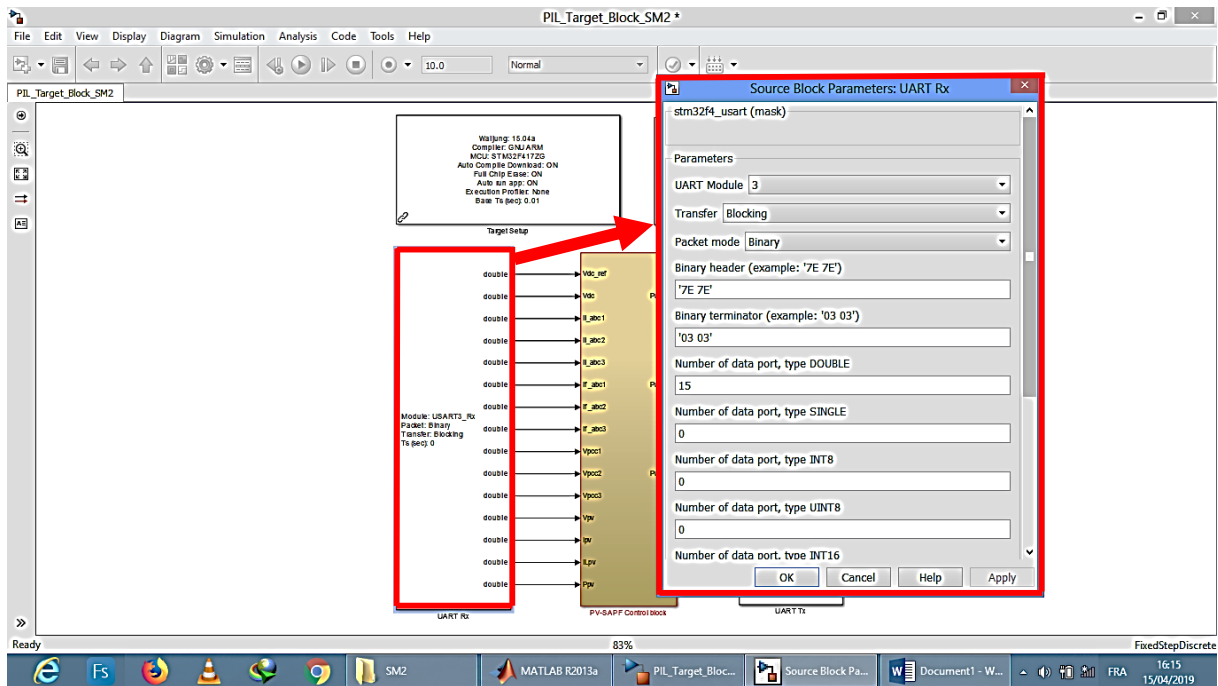 PIL_Target_Block_SM2 *
File Edit View Display Diagram Simulation Analysis Code Tools Help
10.0 Normal
PIL_Target_Block_SM2
Waijung: 15.04a
Compiler: GNU ARM
MCU: STM32F417ZG
Auto Compile Download: ON
Full Chip Erase: ON
Auto run app: ON
Execution Profiler: None
Base Ts (sec): 0.01
Target Setup
double Vdc_ref
double Vdc
double Il_abc1
double Il_abc2
double Il_abc3
double If_abc1
double If_abc2
double If_abc3
double Vpcc1
double Vpcc2
double Vpcc3
double Vpv
double Ipv
double ILpv
double Ppv
Module: USART3_Rx
Packet: Binary
Transfer: Blocking
Ts (sec): 0
UART Rx
PV-SAPF Control block
UART Tx
Source Block Parameters: UART Rx
stm32f4_usart (mask)
Parameters
UART Module 3
Transfer Blocking
Packet mode Binary
Binary header (example: '7E 7E')
'7E 7E'
Binary terminator (example: '03 03')
'03 03'
Number of data port, type DOUBLE
15
Number of data port, type SINGLE
0
Number of data port, type INT8
0
Number of data port, type UINT8
0
Number of data port, type INT16
OK Cancel Help Apply
Ready 83% FixedStepDiscrete
Fs SM2 MATLAB R2013a PIL_Target_Bloc... Source Block Pa... Document1 - W... FRA 16:15
15/04/2019